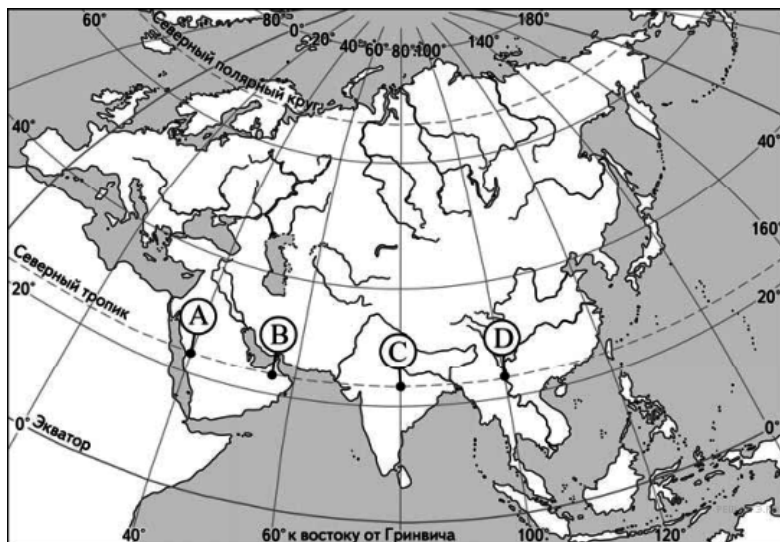 80° 0° 20° 40° 60° 80° 100° 140° 180°
Северный полярный круг
40°
40°
160°
Северный тропик
20°
20°
A
B
C
D
0° Экватор
0°
40°
60° к востоку от Гринвича
100°
120°